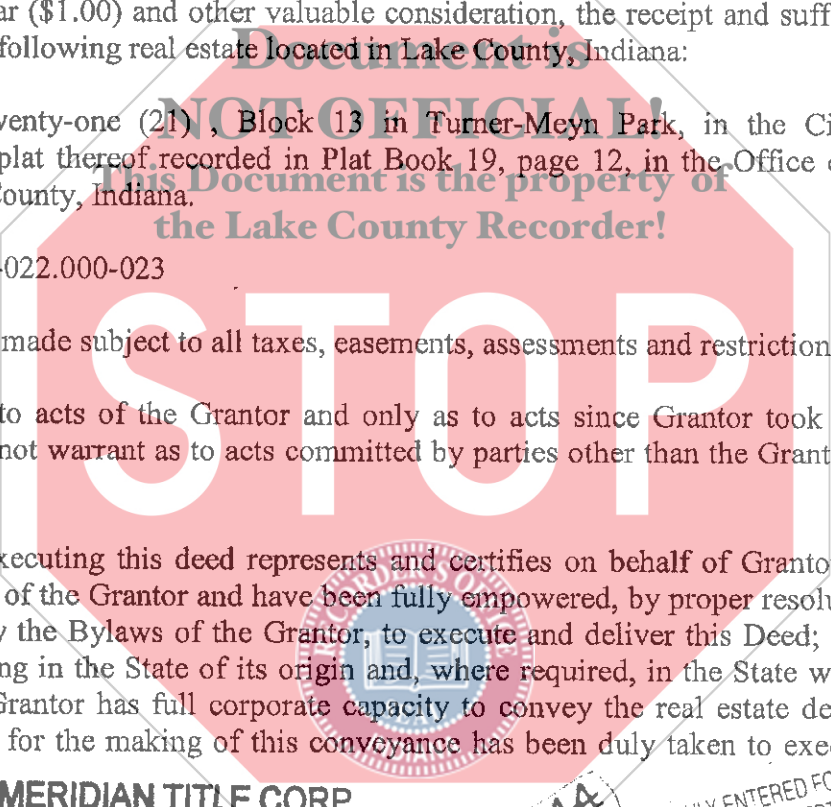 ar ($1.00) and other valuable consideration, the receipt and suff
following real estate located in Lake County, Indiana:
Document is
wenty-one (21) , Block 13 in Turner-Meyn Park, in the Ci
NOT OFFICIAL!
plat thereof recorded in Plat Book 19, page 12, in the Office
This Document is the property of
County, Indiana.
the Lake County Recorder!
-022.000-023
STOP
made subject to all taxes, easements, assessments and restriction
to acts of the Grantor and only as to acts since Grantor took
not warrant as to acts committed by parties other than the Grant
xecuting this deed represents and certifies on behalf of Granto
of the Grantor and have been fully empowered, by proper resolu
y the Bylaws of the Grantor, to execute and deliver this Deed;
ng in the State of its origin and, where required, in the State w
Grantor has full corporate capacity to convey the real estate de
for the making of this conveyance has been duly taken to exec
RECORDER'S OFFICE
MERIDIAN TITLE CORP
ENTERED FO